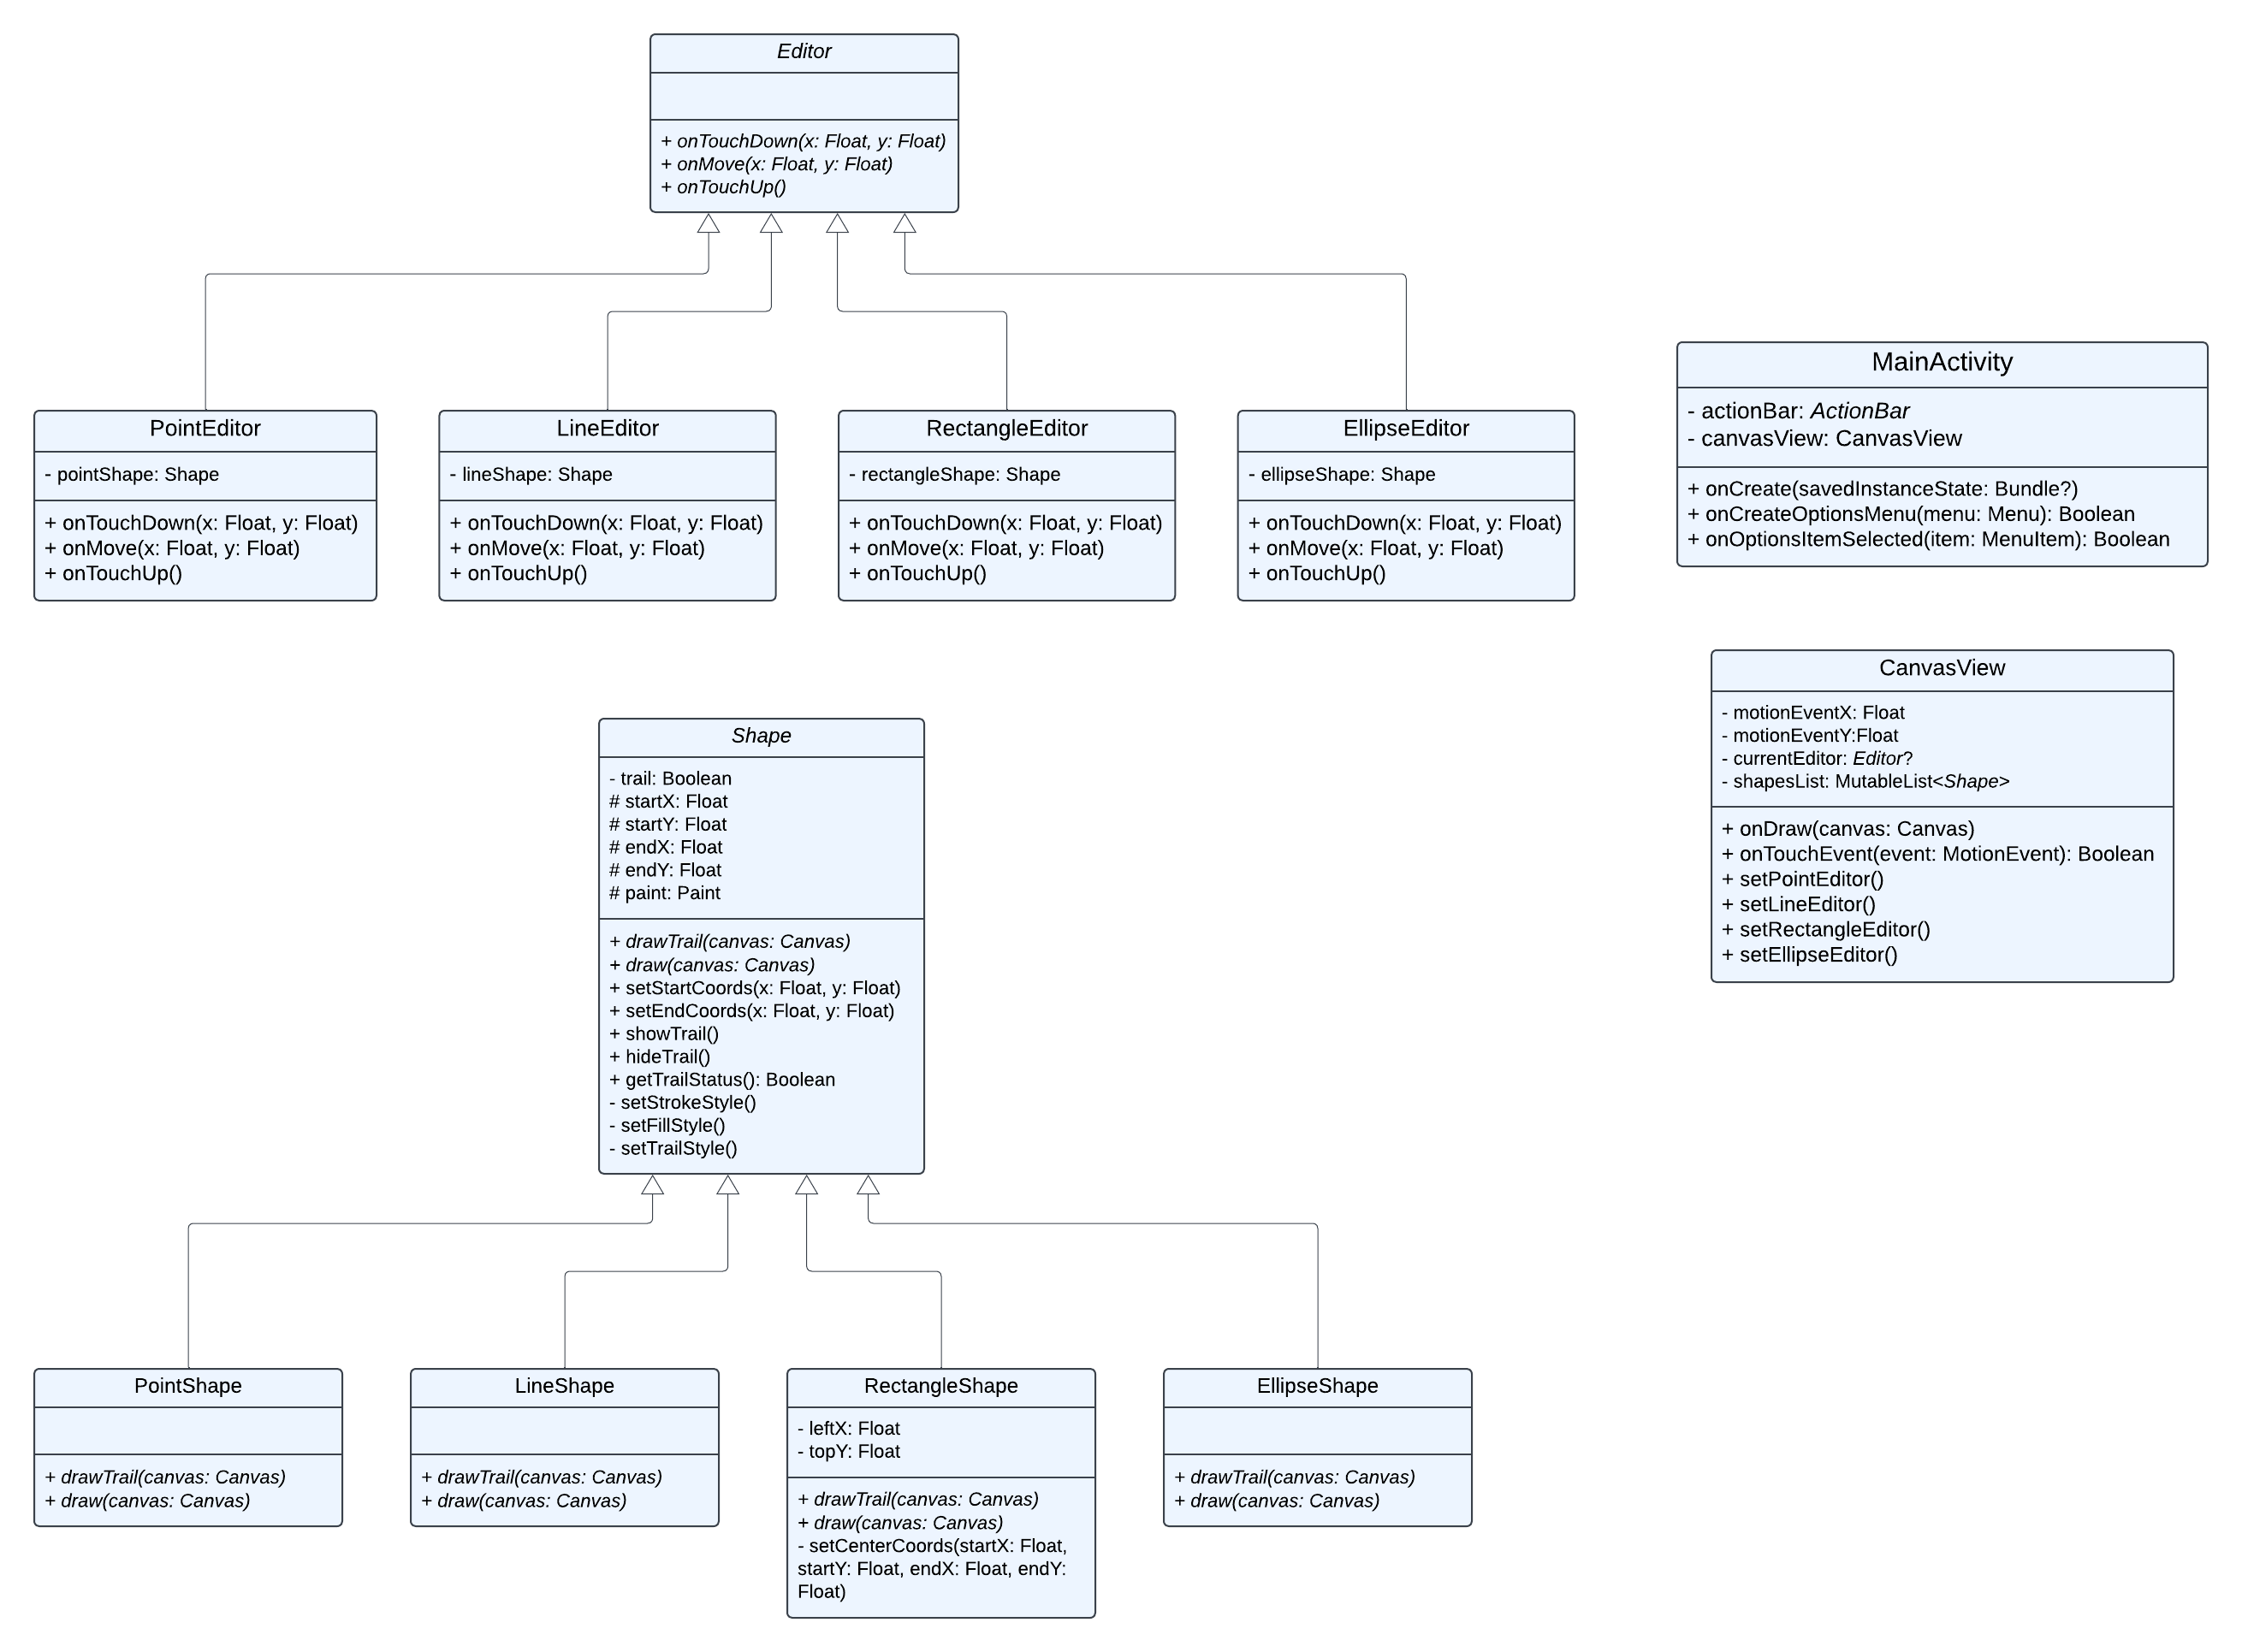 Editor
+ onTouchDown(x: Float, y: Float)
+ onMove(x: Float, y: Float)
+ onTouchUp()
PointEditor
- pointShape: Shape
+ onTouchDown(x: Float, y: Float)
+ onMove(x: Float, y: Float)
+ onTouchUp()
LineEditor
- lineShape: Shape
+ onTouchDown(x: Float, y: Float)
+ onMove(x: Float, y: Float)
+ onTouchUp()
RectangleEditor
- rectangleShape: Shape
+ onTouchDown(x: Float, y: Float)
+ onMove(x: Float, y: Float)
+ onTouchUp()
EllipseEditor
- ellipseShape: Shape
+ onTouchDown(x: Float, y: Float)
+ onMove(x: Float, y: Float)
+ onTouchUp()
MainActivity
- actionBar: ActionBar
- canvasView: CanvasView
+ onCreate(savedInstanceState: Bundle?)
+ onCreateOptionsMenu(menu: Menu): Boolean
+ onOptionsItemSelected(item: MenuItem): Boolean
CanvasView
- motionEventX: Float
- motionEventY:Float
- currentEditor: Editor?
- shapesList: MutableList<Shape>
+ onDraw(canvas: Canvas)
+ onTouchEvent(event: MotionEvent): Boolean
+ setPointEditor()
+ setLineEditor()
+ setRectangleEditor()
+ setEllipseEditor()
Shape
- trail: Boolean
# startX: Float
# startY: Float
# endX: Float
# endY: Float
# paint: Paint
+ drawTrail(canvas: Canvas)
+ draw(canvas: Canvas)
+ setStartCoords(x: Float, y: Float)
+ setEndCoords(x: Float, y: Float)
+ showTrail()
+ hideTrail()
+ getTrailStatus(): Boolean
- setStrokeStyle()
- setFillStyle()
- setTrailStyle()
PointShape
+ drawTrail(canvas: Canvas)
+ draw(canvas: Canvas)
LineShape
+ drawTrail(canvas: Canvas)
+ draw(canvas: Canvas)
RectangleShape
- leftX: Float
- topY: Float
+ drawTrail(canvas: Canvas)
+ draw(canvas: Canvas)
- setCenterCoords(startX: Float,
startY: Float, endX: Float, endY:
Float)
EllipseShape
+ drawTrail(canvas: Canvas)
+ draw(canvas: Canvas)